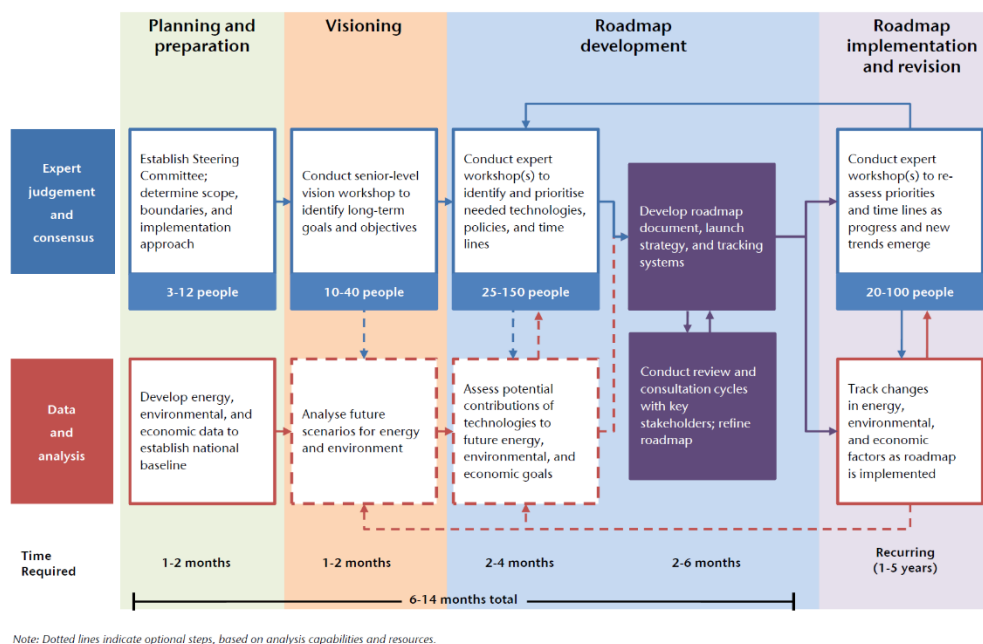 Planning and
preparation
Visioning
Roadmap
development
Roadmap
implementation
and revision
Expert
judgement
and
consensus
Establish Steering
Committee;
determine scope,
boundaries, and
implementation
approach
3-12 people
Conduct senior-level
vision workshop to
identify long-term
goals and objectives
10-40 people
Conduct expert
workshop(s) to
identify and prioritise
needed technologies,
policies, and time
lines
25-150 people
Develop roadmap
document, launch
strategy, and tracking
systems
Conduct expert
workshop(s) to re-
assess priorities
and time lines as
progress and new
trends emerge
20-100 people
Data
and
analysis
Develop energy,
environmental, and
economic data to
establish national
baseline
Analyse future
scenarios for energy
and environment
Assess potential
contributions of
technologies to
future energy,
environmental, and
economic goals
Conduct review and
consultation cycles
with key
stakeholders; refine
roadmap
Track changes
in energy,
environmental,
and economic
factors as roadmap
is implemented
Time
Required
1-2 months
1-2 months
2-4 months
2-6 months
Recurring
(1-5 years)
6-14 months total
Note: Dotted lines indicate optional steps, based on analysis capabilities and resources.